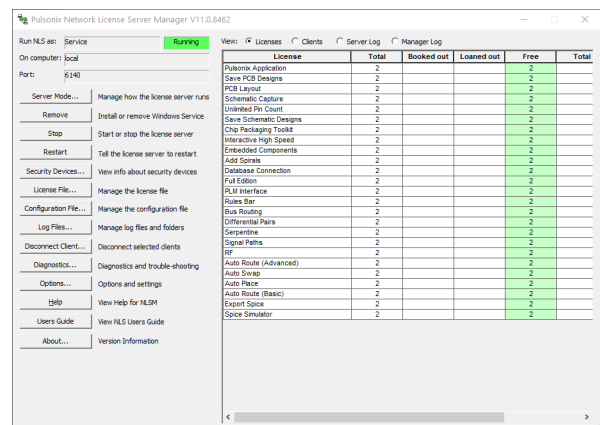 Pulsonix Network License Server Manager V11.0.8462
Run NLS as: Service Running View: Licenses Clients Server Log Manager Log
On computer: local
Port: 6140
Server Mode... Manage how the license server runs
Remove Install or remove Windows Service
Stop Start or stop the license server
Restart Tell the license server to restart
Security Devices... View info about security devices
License File... Manage the license file
Configuration File... Manage the configuration file
Log Files... Manage log files and folders
Disconnect Client... Disconnect selected clients
Diagnostics... Diagnostics and trouble-shooting
Options... Options and settings
Help View Help for NLSM
Users Guide View NLS Users Guide
About... Version Information
License Total Booked out Loaned out Free Total
Pulsonix Application 2 2
Save PCB Designs 2 2
PCB Layout 2 2
Schematic Capture 2 2
Unlimited Pin Count 2 2
Save Schematic Designs 2 2
Chip Packaging Toolkit 2 2
Interactive High Speed 2 2
Embedded Components 2 2
Add Spirals 2 2
Database Connection 2 2
Full Edition 2 2
PLM Interface 2 2
Rules Bar 2 2
Bus Routing 2 2
Differential Pairs 2 2
Serpentine 2 2
Signal Paths 2 2
RF 2 2
Auto Route (Advanced) 2 2
Auto Swap 2 2
Auto Place 2 2
Auto Route (Basic) 2 2
Export Spice 2 2
Spice Simulator 2 2